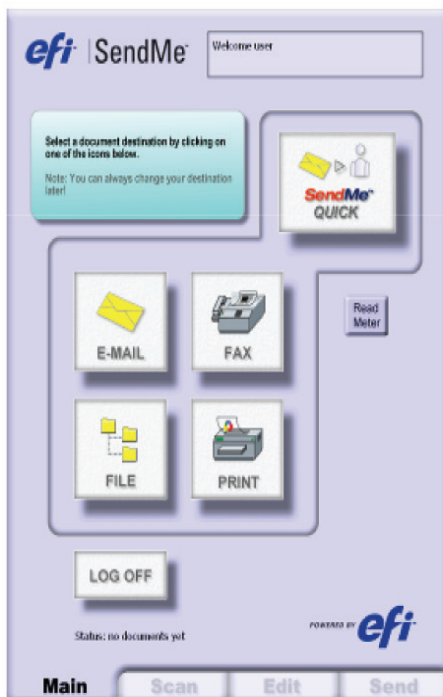 efi SendMe™
Welcome user
Select a document destination by clicking on
one of the icons below.
Note: You can always change your destination
later!
SendMe™
QUICK
E-MAIL
FAX
Read
Meter
FILE
PRINT
LOG OFF
Status: no documents yet
POWERED BY efi
Main
Scan
Edit
Send